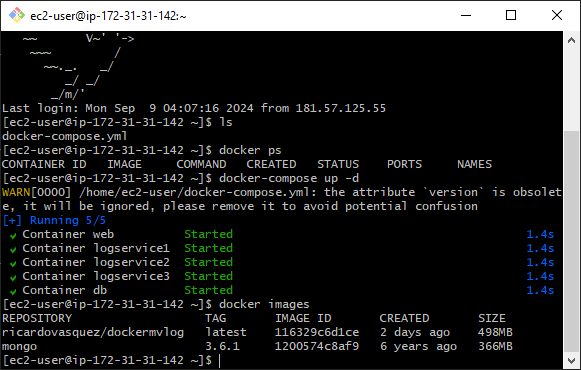 ec2-user@ip-172-31-31-142:~
~~       V~' '->
~~~         /
~~._.   _/
_/ _/
_/m/'
Last login: Mon Sep  9 04:07:16 2024 from 181.57.125.55
[ec2-user@ip-172-31-31-142 ~]$ ls
docker-compose.yml
[ec2-user@ip-172-31-31-142 ~]$ docker ps
CONTAINER ID   IMAGE     COMMAND   CREATED   STATUS    PORTS     NAMES
[ec2-user@ip-172-31-31-142 ~]$ docker-compose up -d
WARN[0000] /home/ec2-user/docker-compose.yml: the attribute `version` is obsolet
e, it will be ignored, please remove it to avoid potential confusion
[+] Running 5/5
✔ Container web          Started          1.4s
✔ Container logservice1  Started          1.4s
✔ Container logservice2  Started          1.4s
✔ Container logservice3  Started          1.4s
✔ Container db           Started          1.4s
[ec2-user@ip-172-31-31-142 ~]$ docker images
REPOSITORY                   TAG       IMAGE ID       CREATED       SIZE
ricardovasquez/dockermvlog   latest    116329c6d1ce   2 days ago    498MB
mongo                        3.6.1     1200574c8af9   6 years ago   366MB
[ec2-user@ip-172-31-31-142 ~]$